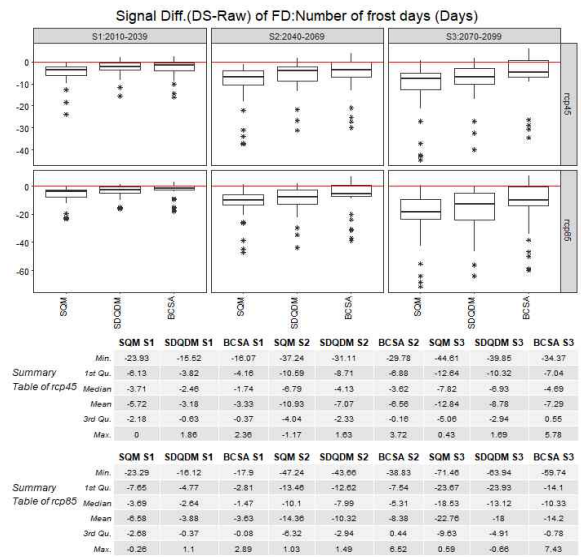 Signal Diff.(DS-Raw) of FD:Number of frost days (Days)
S1:2010-2039 S2:2040-2069 S3:2070-2099
0
-10
-20
-30
-40
rcp45
0
-20
-40
-60
rcp85
SQM SDQDM BCSA SQM SDQDM BCSA SQM SDQDM BCSA
SQM S1 SDQDM S1 BCSA S1 SQM S2 SDQDM S2 BCSA S2 SQM S3 SDQDM S3 BCSA S3
Summary Table of rcp45
Min. -23.93 -15.52 -16.07 -37.24 -31.11 -29.78 -44.61 -39.85 -34.37
1st Qu. -6.13 -3.82 -4.16 -10.59 -8.71 -6.88 -12.64 -10.32 -7.04
Median -3.71 -2.46 -1.74 -6.79 -4.13 -3.62 -7.82 -6.93 -4.69
Mean -5.72 -3.18 -3.33 -10.93 -7.07 -6.56 -12.84 -8.78 -7.29
3rd Qu. -2.18 -0.63 -0.37 -4.04 -2.33 -0.16 -5.06 -2.94 0.55
Max. 0 1.86 2.36 -1.17 1.63 3.72 0.43 1.69 5.78
SQM S1 SDQDM S1 BCSA S1 SQM S2 SDQDM S2 BCSA S2 SQM S3 SDQDM S3 BCSA S3
Summary Table of rcp85
Min. -23.29 -16.12 -17.9 -47.24 -43.66 -38.83 -71.46 -63.94 -59.74
1st Qu. -7.65 -4.77 -2.81 -13.46 -12.62 -7.54 -23.67 -23.93 -14.1
Median -3.69 -2.64 -1.47 -10.1 -7.99 -5.31 -18.53 -13.12 -10.33
Mean -6.58 -3.88 -3.63 -14.36 -10.32 -8.38 -22.76 -18 -14.2
3rd Qu. -2.68 -0.37 -0.08 -6.32 -2.94 0.44 -9.63 -4.91 -0.78
Max. -0.26 1.1 2.89 1.03 1.49 6.52 0.59 -0.66 7.43